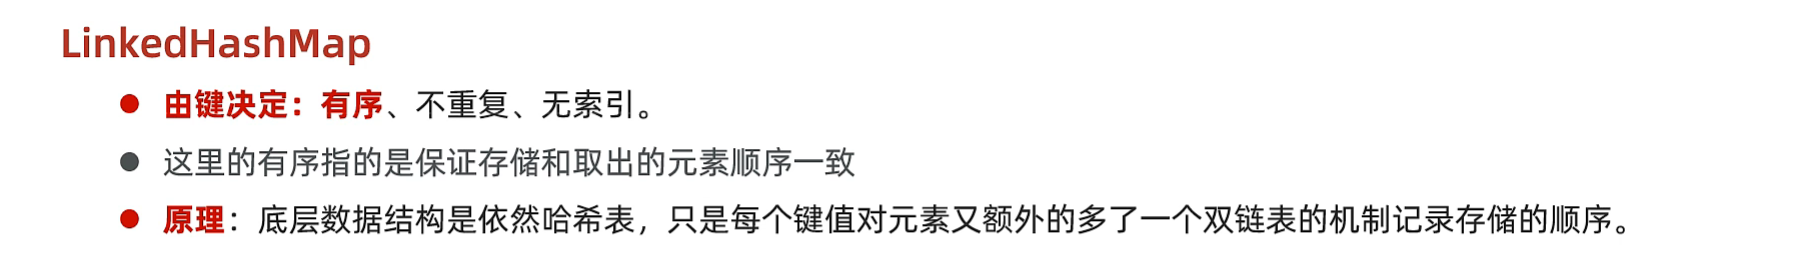 LinkedHashMap
● 由键决定：有序、不重复、无索引。
● 这里的有序指的是保证存储和取出的元素顺序一致
● 原理：底层数据结构是依然哈希表，只是每个键值对元素又额外的多了一个双链表的机制记录存储的顺序。